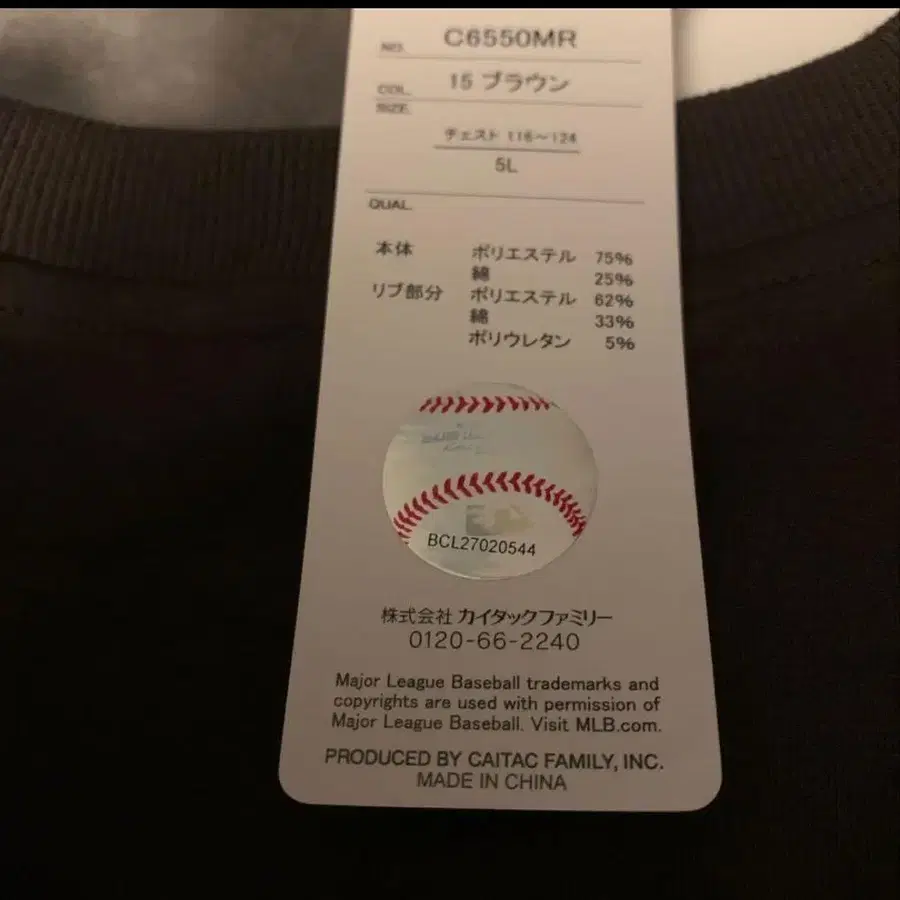 NO. C6550MR
COL. 15 ブラウン
SIZE.
チェスト 116～124
5L
QUAL.
本体 ポリエステル 75%
綿 25%
リブ部分 ポリエステル 62%
綿 33%
ポリウレタン 5%
BCL27020544
株式会社 カイタックファミリー
0120-66-2240
Major League Baseball trademarks and
copyrights are used with permission of
Major League Baseball. Visit MLB.com.
PRODUCED BY CAITAC FAMILY, INC.
MADE IN CHINA